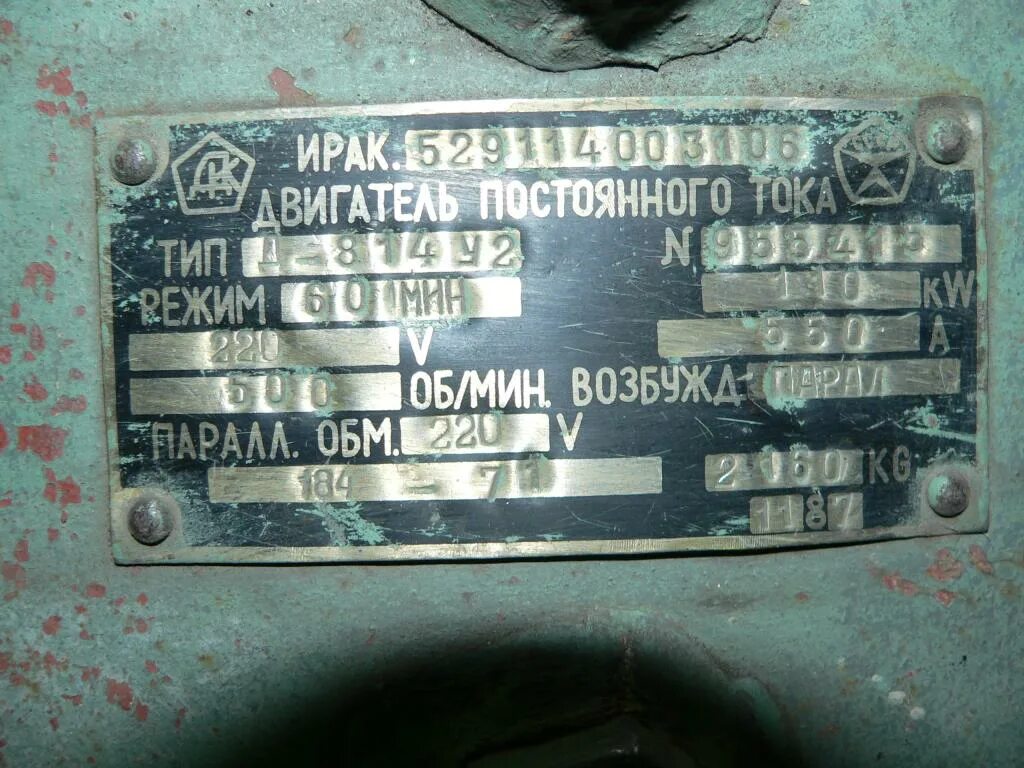 ИРАК. 529114003106
ДВИГАТЕЛЬ ПОСТОЯННОГО ТОКА
ТИП Д-814У2 N 955415
РЕЖИМ 60 МИН 110 KW
220 V 550 A
500 ОБ/МИН. ВОЗБУЖД. ПАРАЛ
ПАРАЛЛ. ОБМ. 220 V
184 - 71 2160 KG
1187